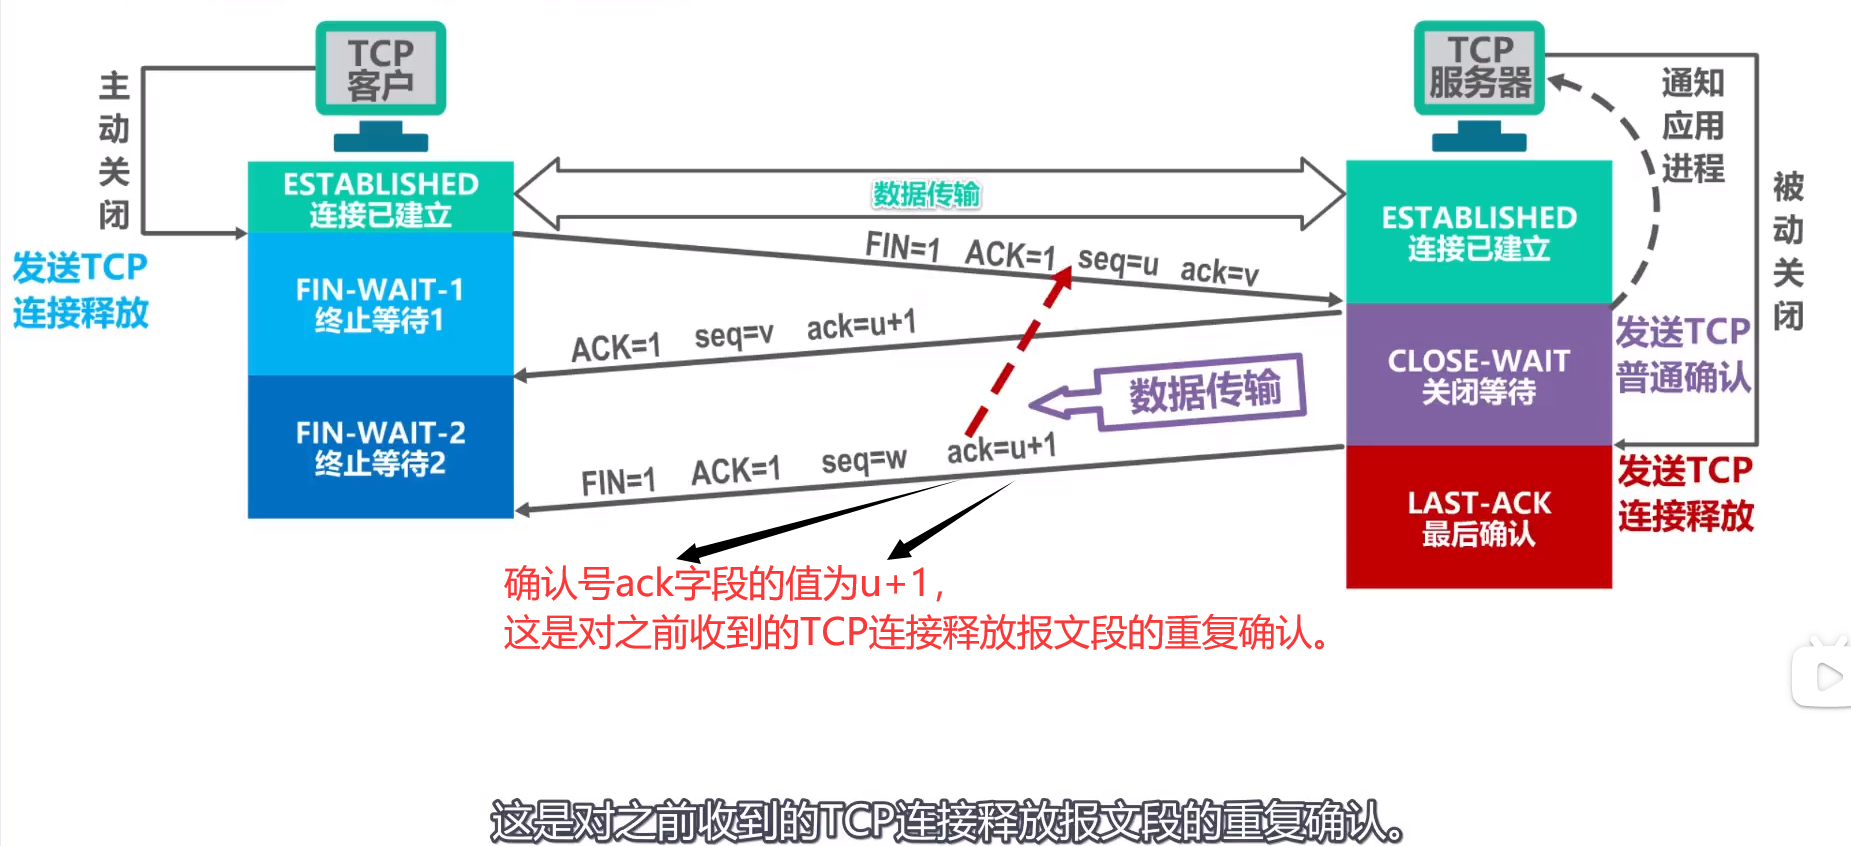 TCP
客户
TCP
服务器
主动关闭
通知应用进程
被动关闭
ESTABLISHED
连接已建立
数据传输
ESTABLISHED
连接已建立
FIN=1 ACK=1 seq=u ack=v
发送TCP
连接释放
FIN-WAIT-1
终止等待1
ACK=1 seq=v ack=u+1
发送TCP
普通确认
CLOSE-WAIT
关闭等待
数据传输
FIN-WAIT-2
终止等待2
FIN=1 ACK=1 seq=w ack=u+1
发送TCP
连接释放
LAST-ACK
最后确认
确认号ack字段的值为u+1，
这是对之前收到的TCP连接释放报文段的重复确认。
这是对之前收到的TCP连接释放报文段的重复确认。